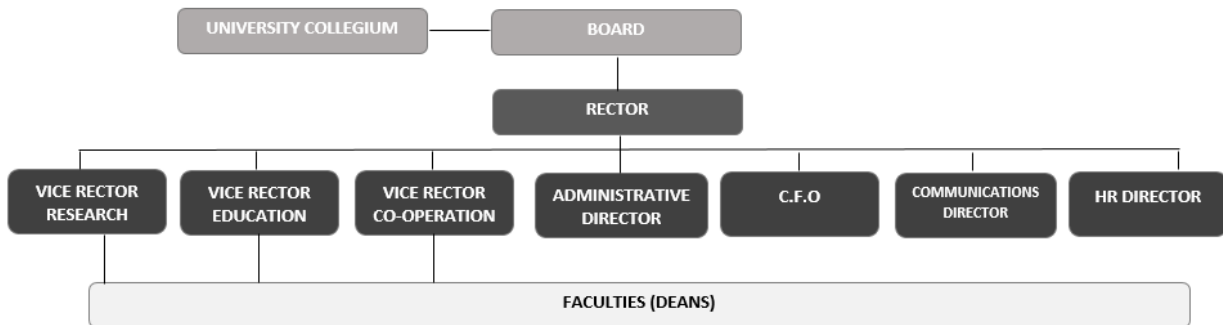 UNIVERSITY COLLEGIUM
BOARD
RECTOR
VICE RECTOR
RESEARCH
VICE RECTOR
EDUCATION
VICE RECTOR
CO-OPERATION
ADMINISTRATIVE
DIRECTOR
C.F.O
COMMUNICATIONS
DIRECTOR
HR DIRECTOR
FACULTIES (DEANS)